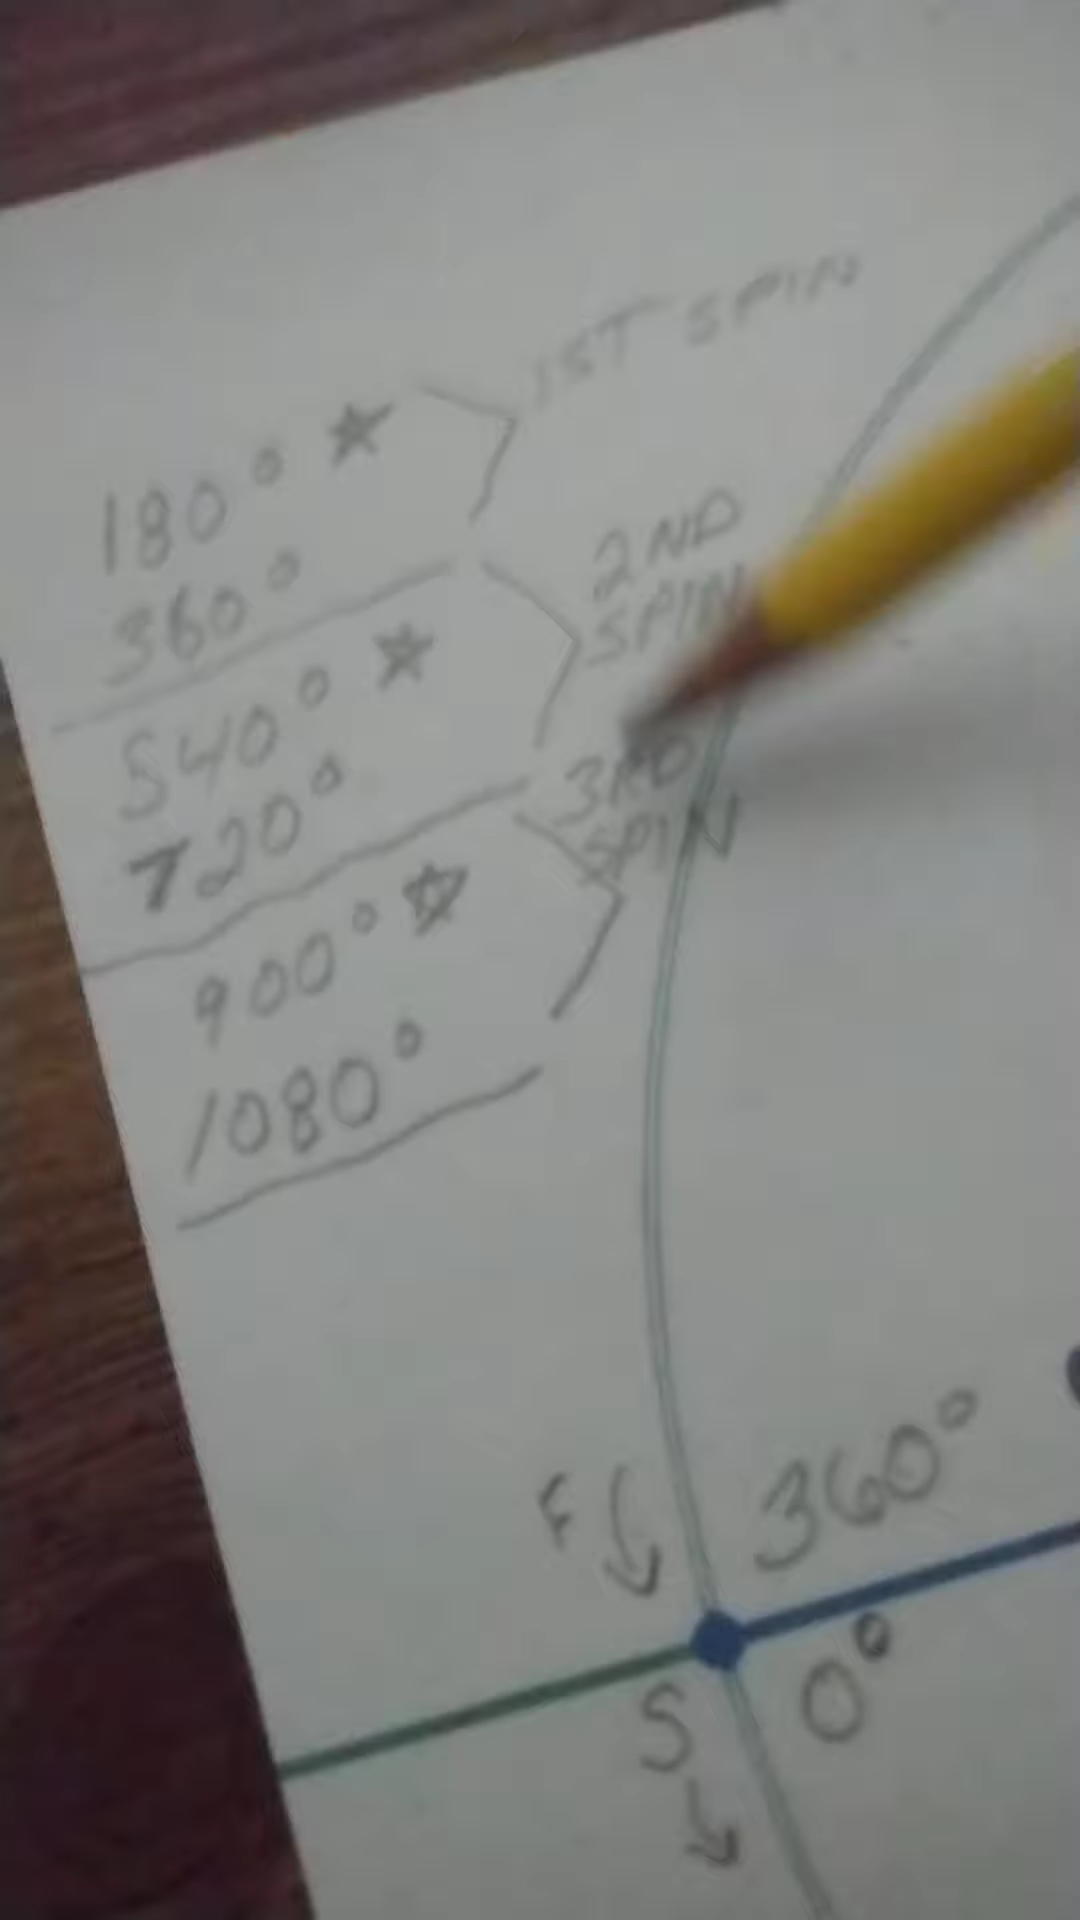 1ST SPIN
180° ☆
360°
2ND
SPIN
540° ☆
720°
3RD
SPIN
900° ☆
1080°
F
360°
0°
S